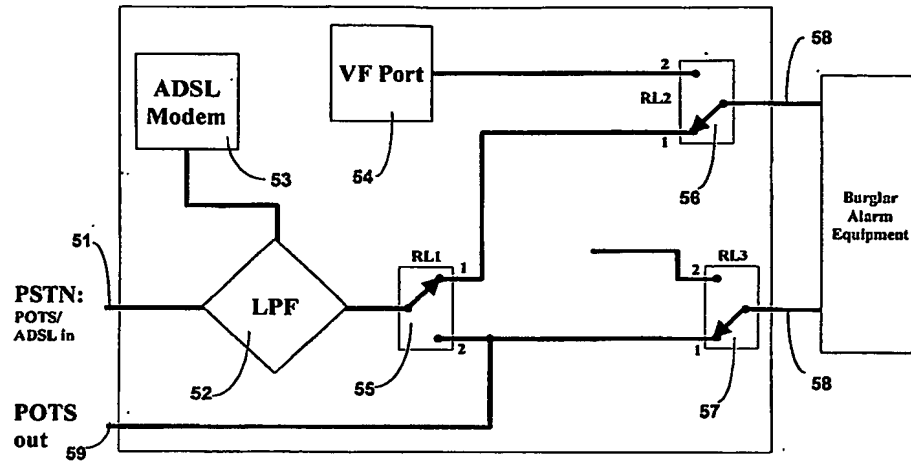 ADSL
Modem
53
VF Port
54
2
RL2
1
56
58
Burglar
Alarm
Equipment
51
PSTN:
POTS/
ADSL in
LPF
52
RL1
1
2
55
RL3
2
1
57
58
POTS
out
59